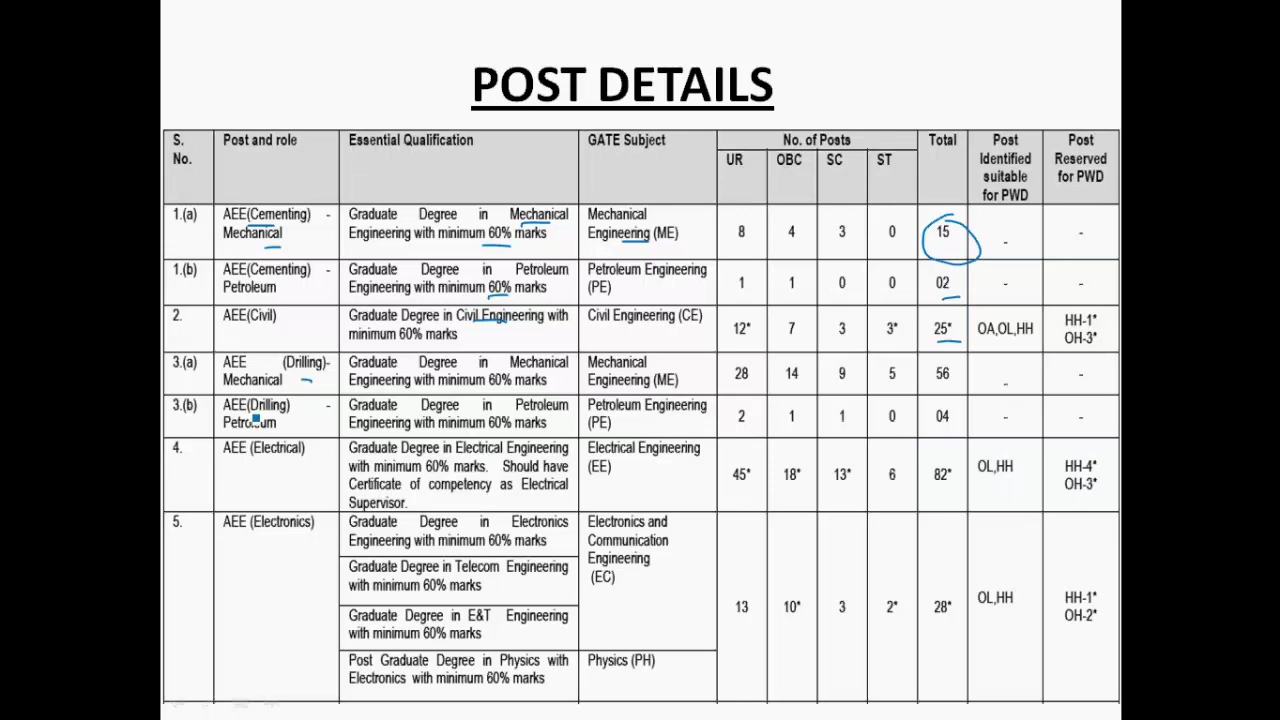 POST DETAILS
S. No. Post and role Essential Qualification GATE Subject No. of Posts Total Post Identified suitable for PWD Post Reserved for PWD
UR OBC SC ST
1.(a) AEE(Cementing) - Mechanical Graduate Degree in Mechanical Engineering with minimum 60% marks Mechanical Engineering (ME) 8 4 3 0 15 - -
1.(b) AEE(Cementing) - Petroleum Graduate Degree in Petroleum Engineering with minimum 60% marks Petroleum Engineering (PE) 1 1 0 0 02 - -
2. AEE(Civil) Graduate Degree in Civil Engineering with minimum 60% marks Civil Engineering (CE) 12* 7 3 3* 25* OA,OL,HH HH-1* OH-3*
3.(a) AEE (Drilling)- Mechanical Graduate Degree in Mechanical Engineering with minimum 60% marks Mechanical Engineering (ME) 28 14 9 5 56 - -
3.(b) AEE(Drilling) - Petroleum Graduate Degree in Petroleum Engineering with minimum 60% marks Petroleum Engineering (PE) 2 1 1 0 04 - -
4. AEE (Electrical) Graduate Degree in Electrical Engineering with minimum 60% marks. Should have Certificate of competency as Electrical Supervisor. Electrical Engineering (EE) 45* 18* 13* 6 82* OL,HH HH-4* OH-3*
5. AEE (Electronics) Graduate Degree in Electronics Engineering with minimum 60% marks Electronics and Communication Engineering (EC) 13 10* 3 2* 28* OL,HH HH-1* OH-2*
Graduate Degree in Telecom Engineering with minimum 60% marks
Graduate Degree in E&T Engineering with minimum 60% marks
Post Graduate Degree in Physics with Electronics with minimum 60% marks Physics (PH)